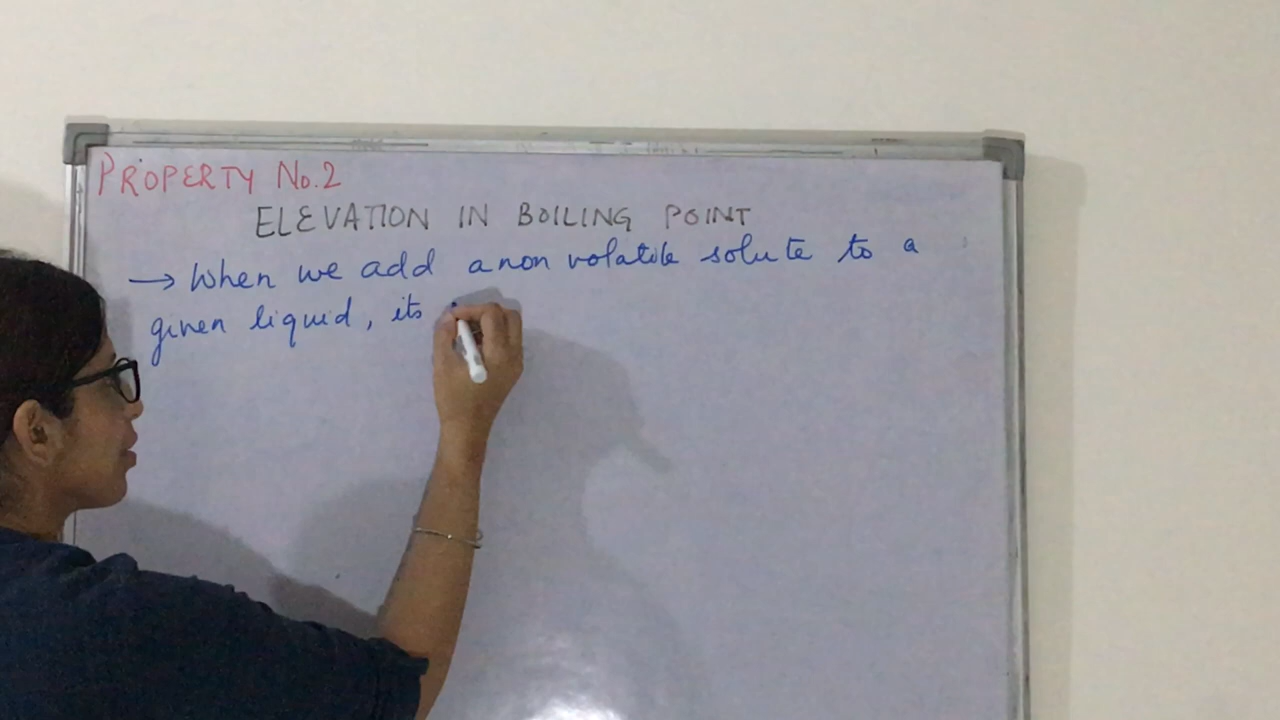 PROPERTY No.2
ELEVATION IN BOILING POINT
→ When we add a non volatile solute to a
given liquid, its